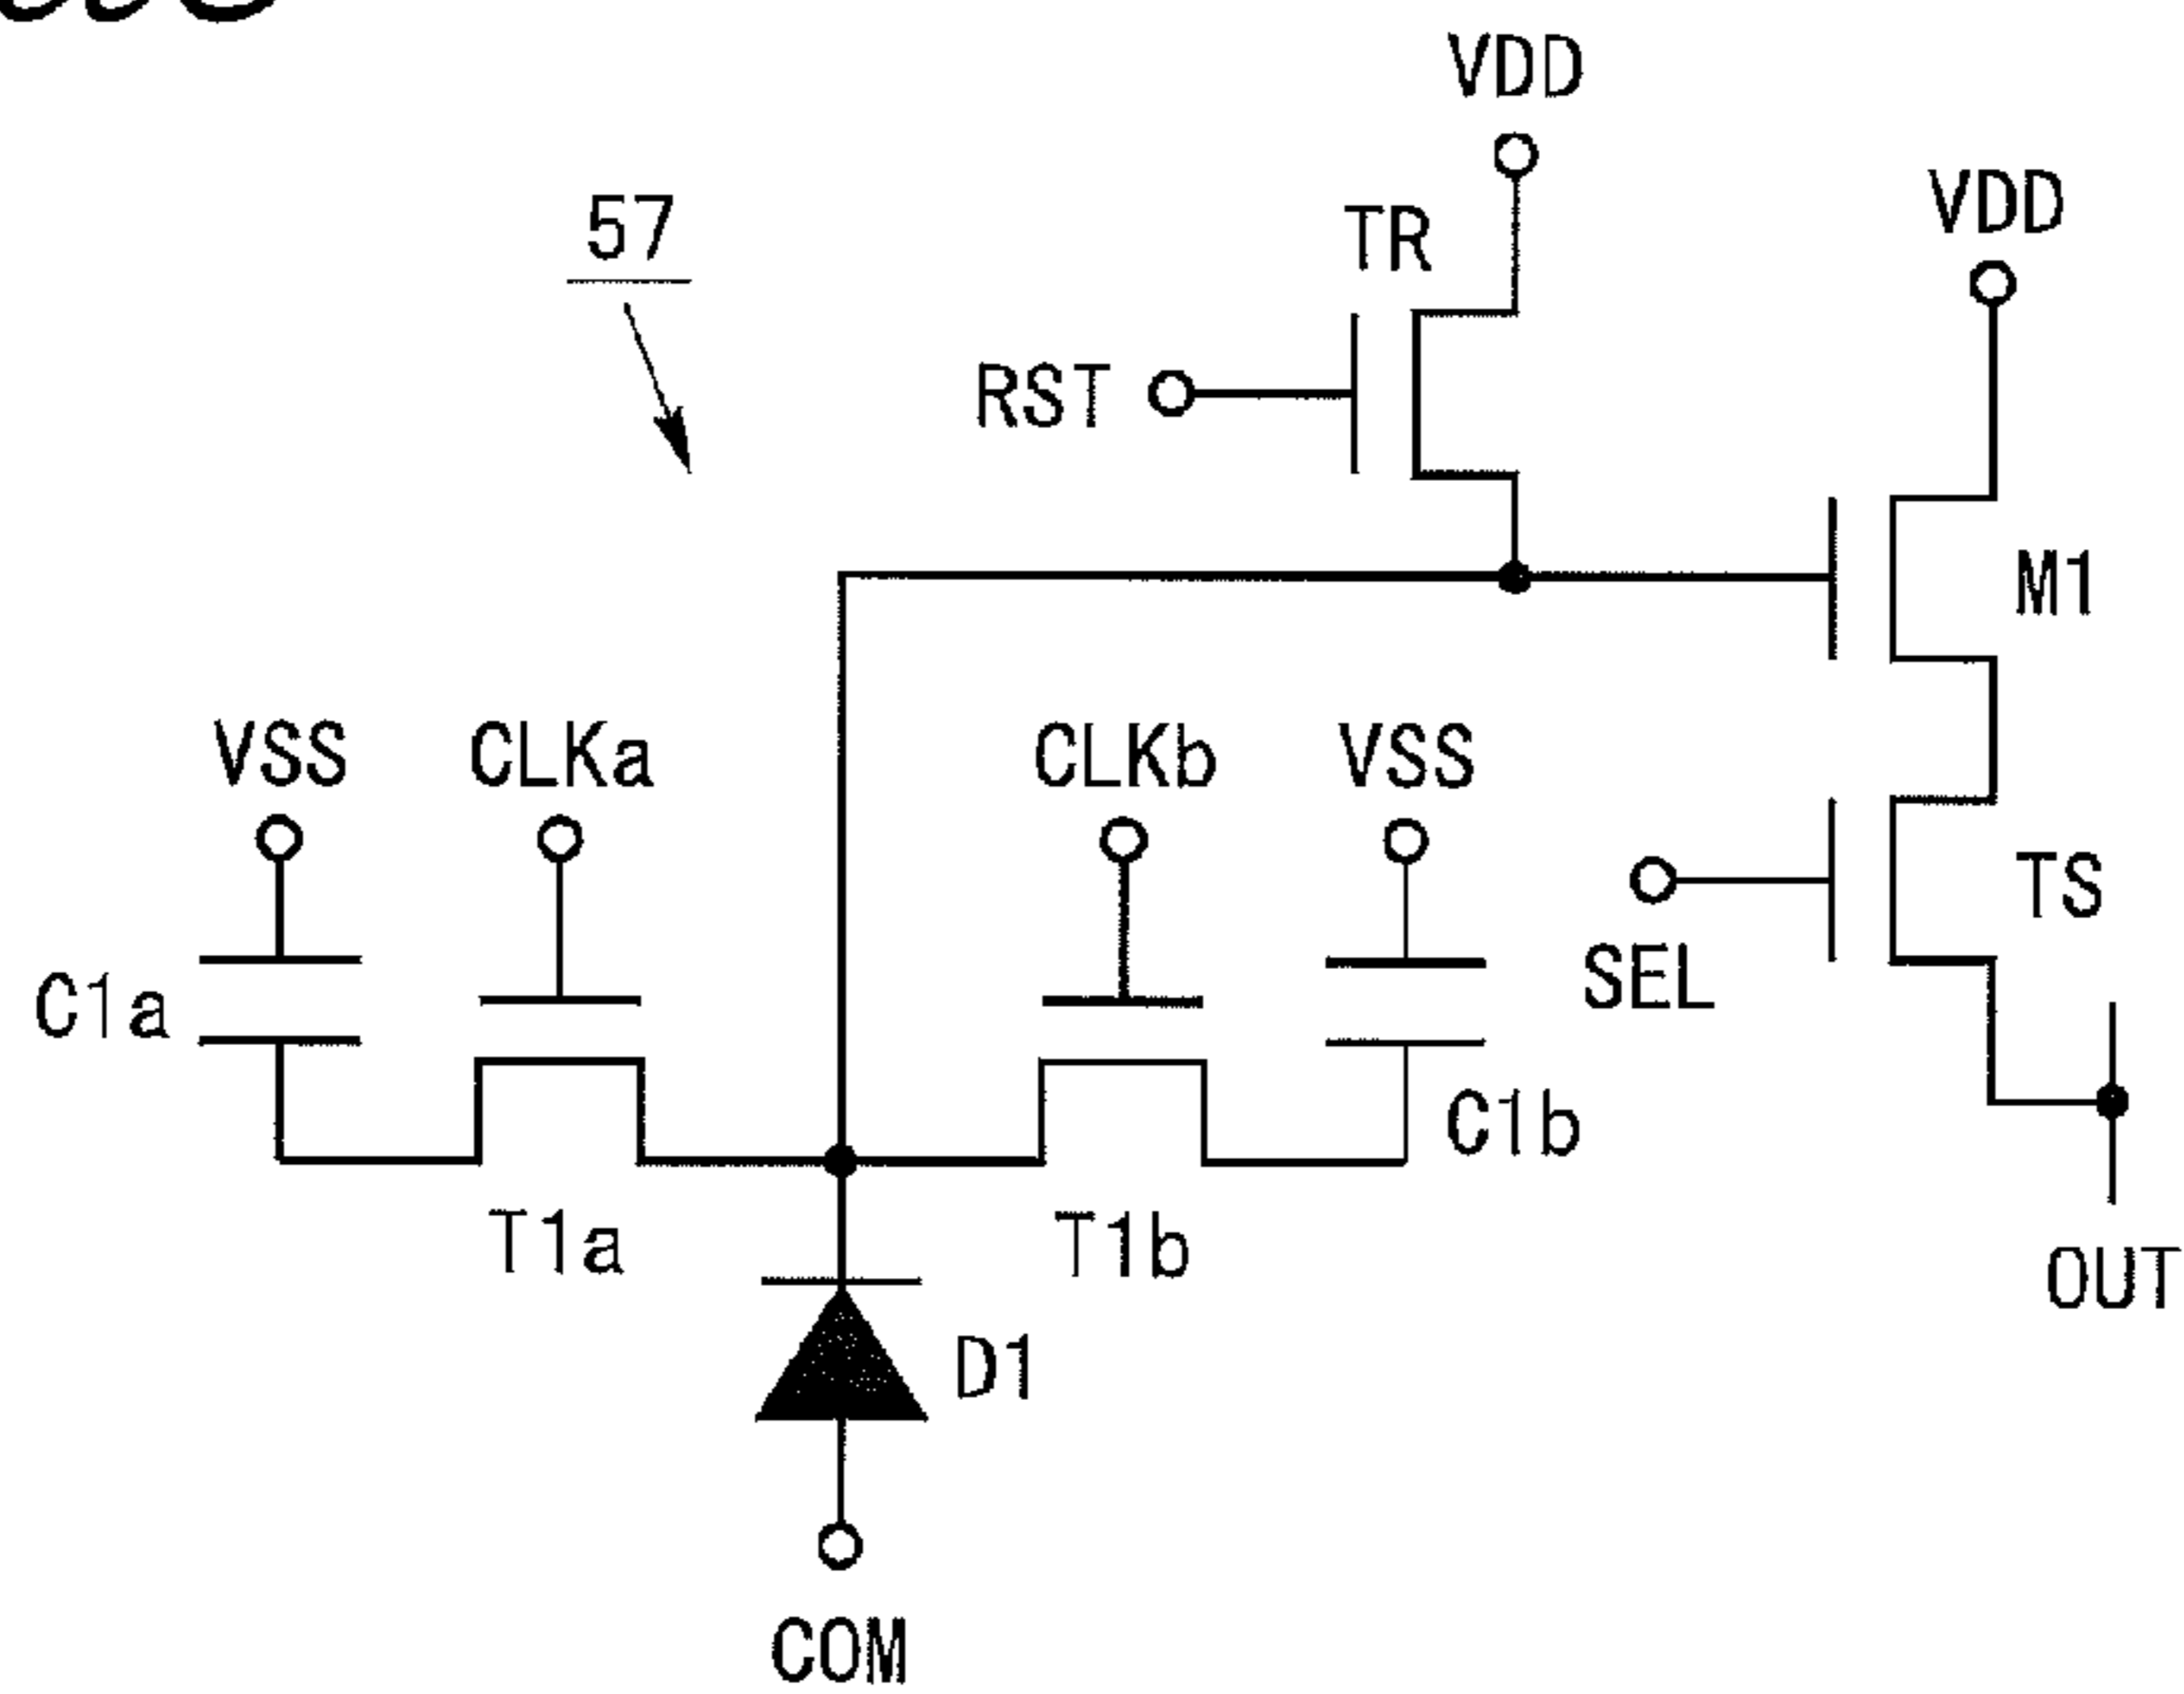 VDD
VDD
57
TR
RST
M1
VSS
CLKa
CLKb
VSS
TS
SEL
C1a
C1b
T1a
T1b
OUT
D1
COM